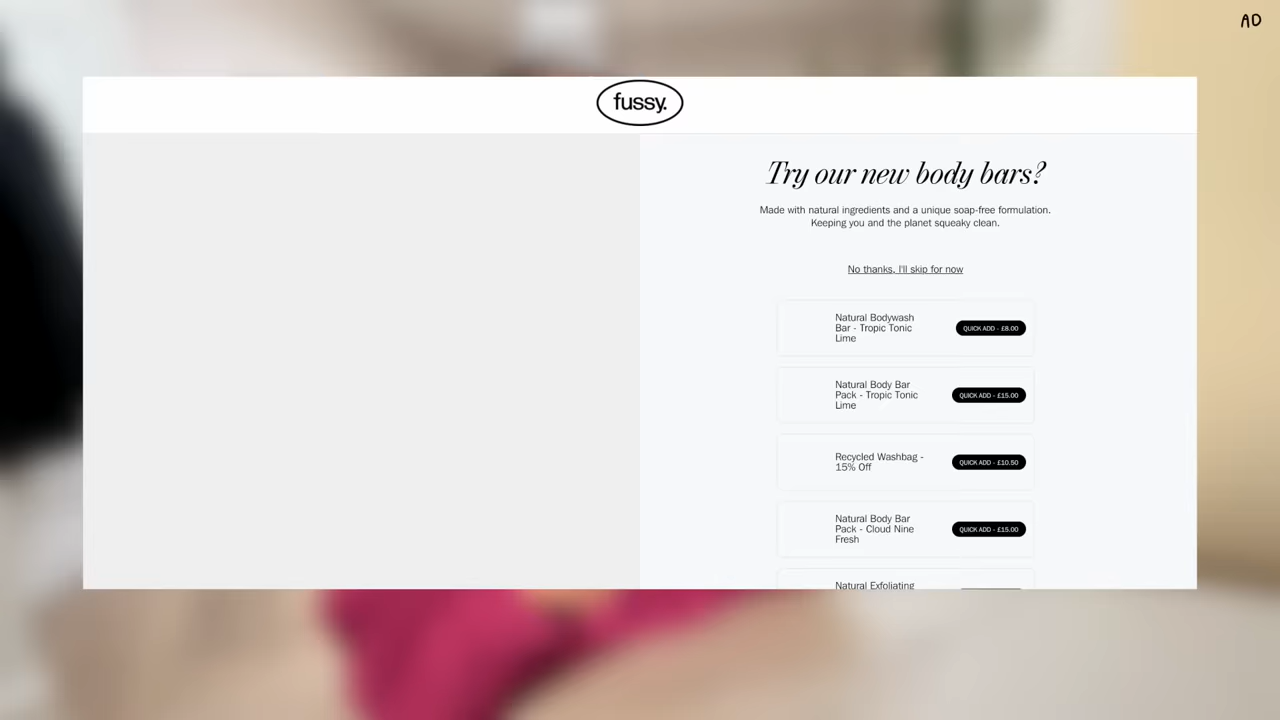 AD
fussy.
Try our new body bars?
Made with natural ingredients and a unique soap-free formulation.
Keeping you and the planet squeaky clean.
No thanks, I'll skip for now
Natural Bodywash
Bar - Tropic Tonic
Lime
QUICK ADD - £8.00
Natural Body Bar
Pack - Tropic Tonic
Lime
QUICK ADD - £15.00
Recycled Washbag -
15% Off
QUICK ADD - £10.50
Natural Body Bar
Pack - Cloud Nine
Fresh
QUICK ADD - £15.00
Natural Exfoliating